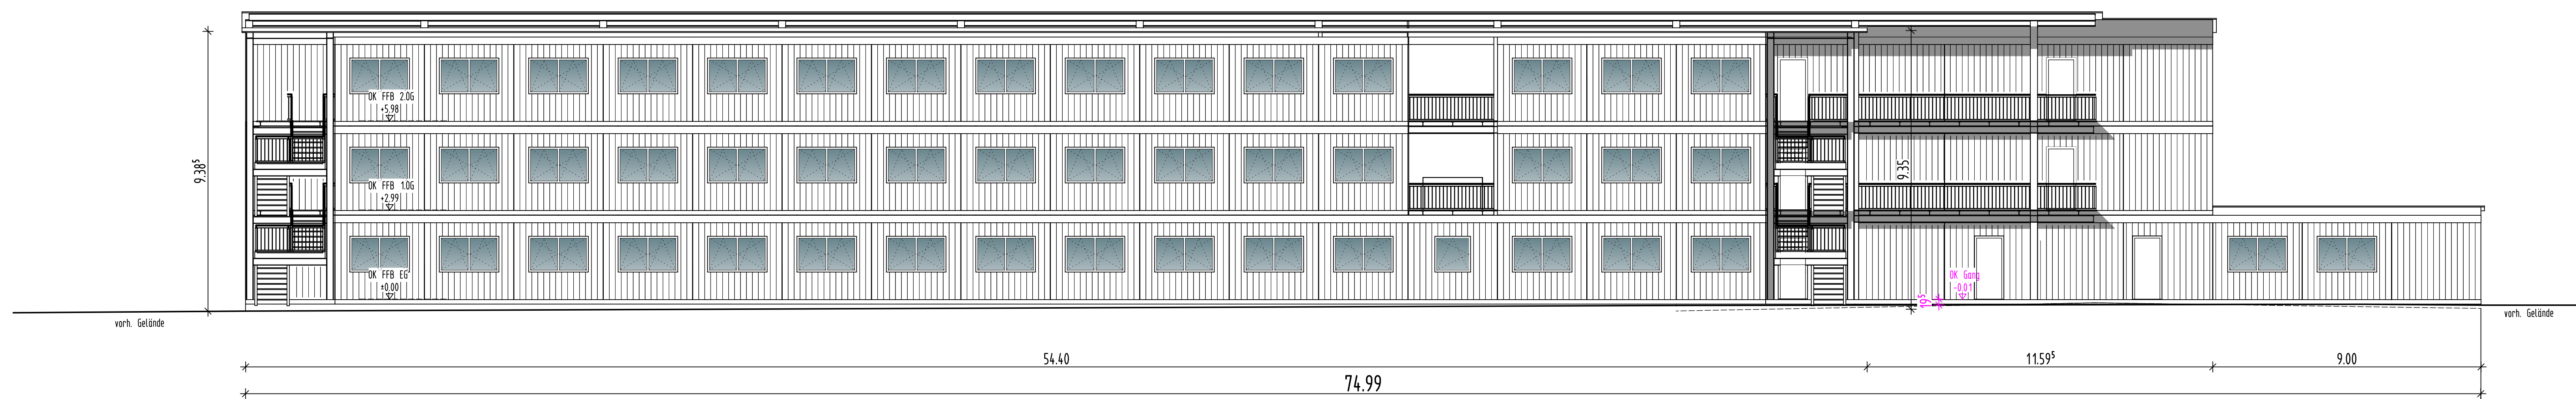 OK FFB 2.OG
+5.98
9.38⁵
9.35
OK FFB 1.OG
+2.99
OK FFB EG
±0.00
OK Gang
-0.01
19⁵
vorh. Gelände
vorh. Gelände
54.40
11.59⁵
9.00
74.99